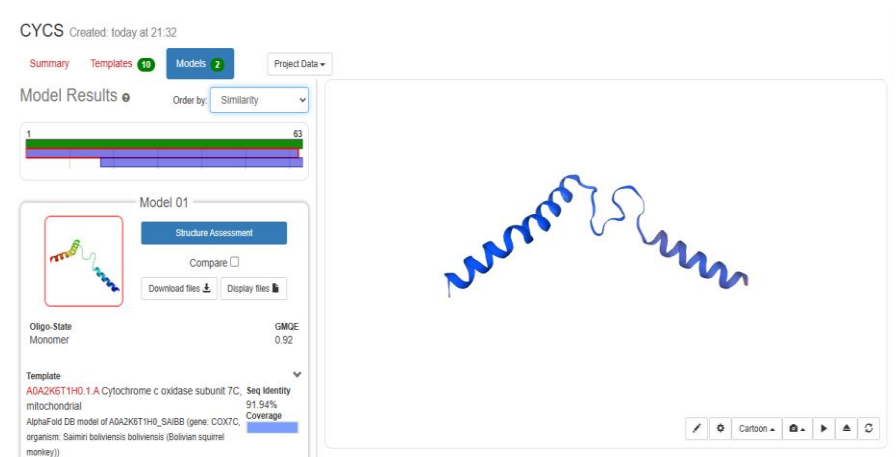 CYCS Created: today at 21:32
Summary Templates 10 Models 2 Project Data
Model Results Order by: Similarity
1 63
Model 01
Structure Assessment
Compare
Download files Display files
Oligo-State GMQE
Monomer 0.92
Template
A0A2K6T1H0.1.A Cytochrome c oxidase subunit 7C, Seq Identity
mitochondrial 91.94%
AlphaFold DB model of A0A2K6T1H0_SAIBB (gene: COX7C, Coverage
organism: Saimiri boliviensis boliviensis (Bolivian squirrel
monkey))
Cartoon